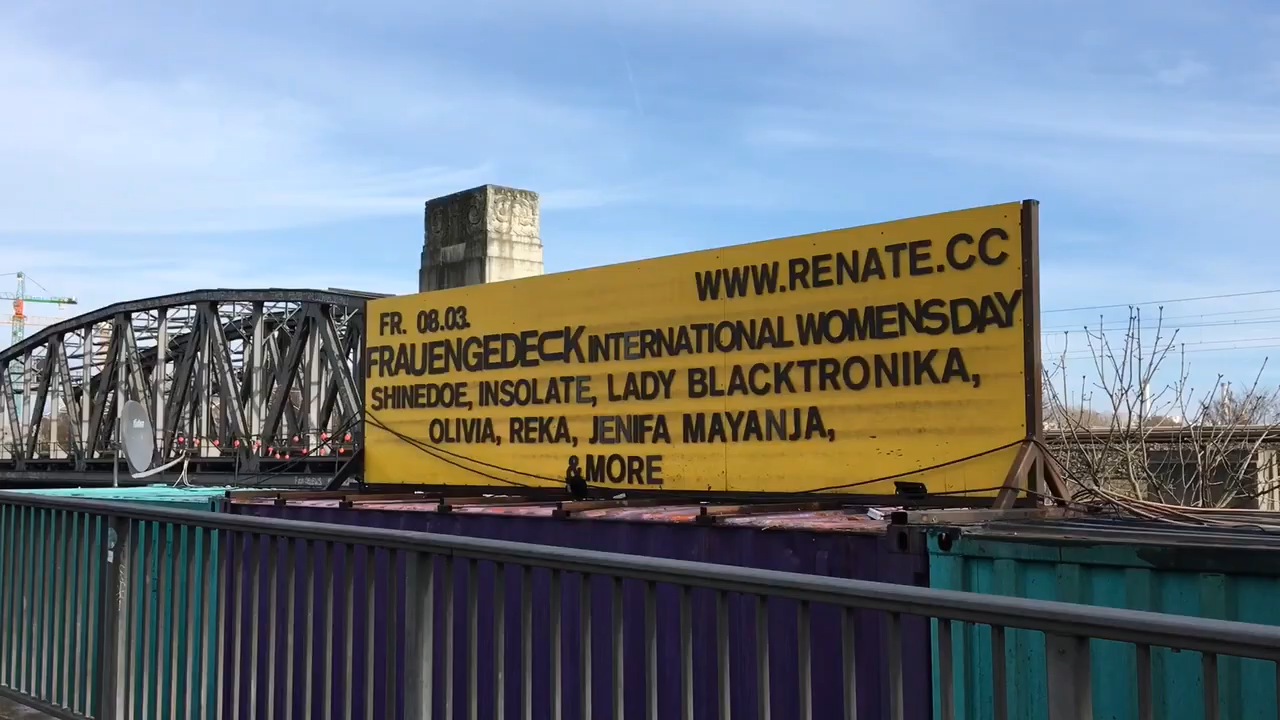 WWW.RENATE.CC
FR. 08.03.
FRAUENGEDECK INTERNATIONAL WOMENSDAY
SHINEDOE, INSOLATE, LADY BLACKTRONIKA,
OLIVIA, REKA, JENIFA MAYANJA,
&MORE